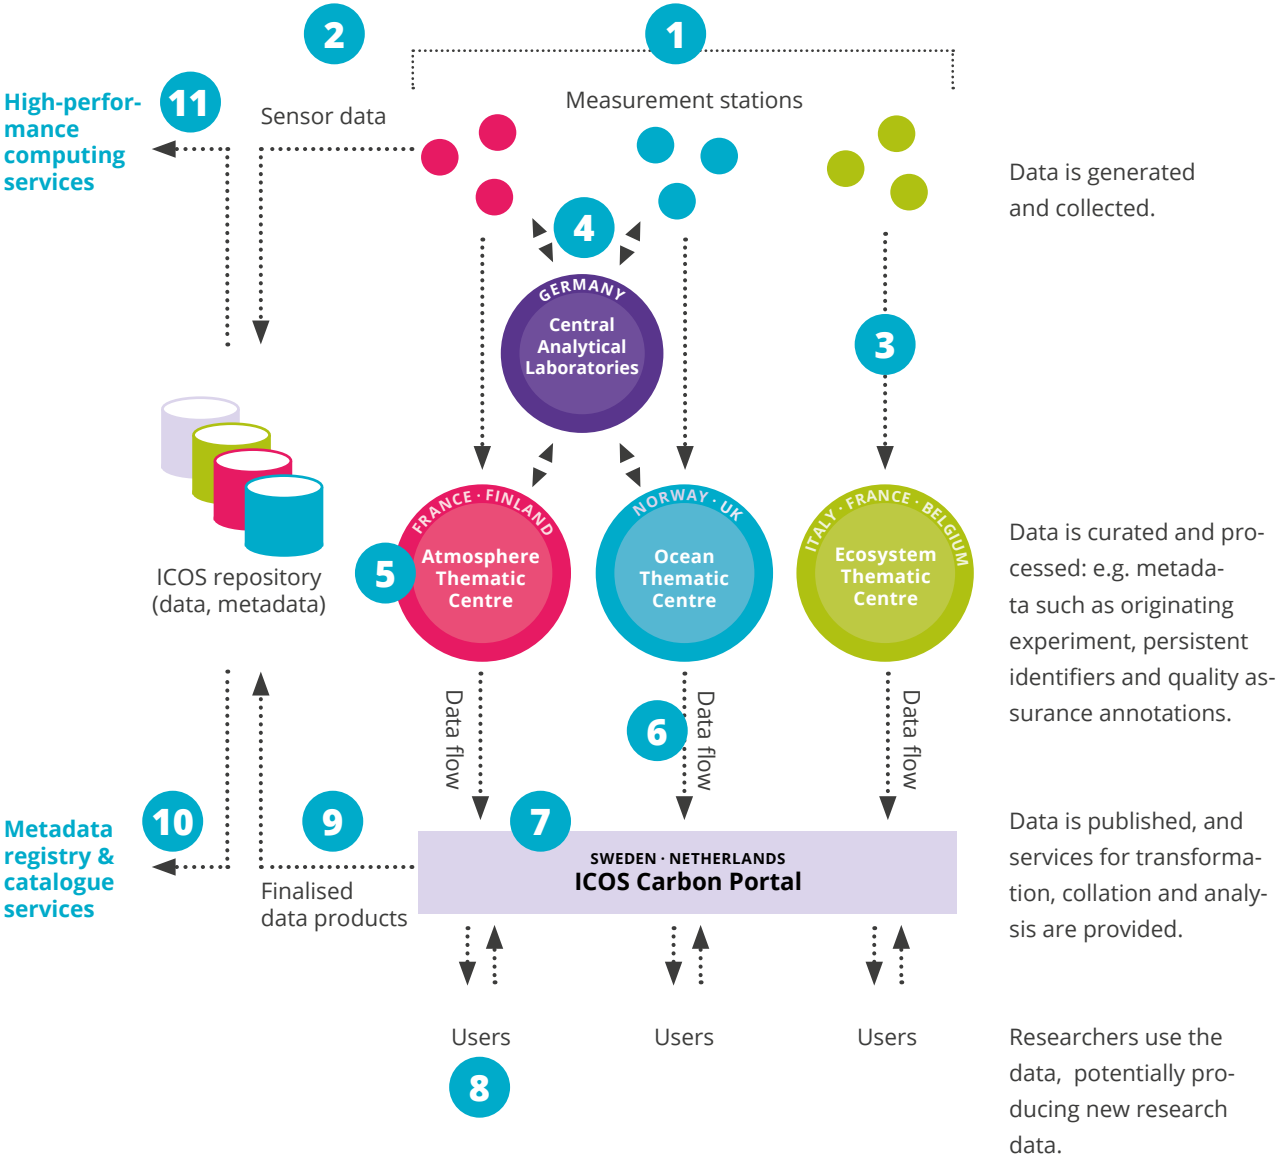 2
1
11
High-perfor-
mance
computing
services
Sensor data
Measurement stations
Data is generated
and collected.
4
GERMANY
Central
Analytical
Laboratories
3
ICOS repository
(data, metadata)
5
FRANCE · FINLAND
Atmosphere
Thematic
Centre
NORWAY · UK
Ocean
Thematic
Centre
ITALY · FRANCE · BELGIUM
Ecosystem
Thematic
Centre
Data is curated and pro-
cessed: e.g. metada-
ta such as originating
experiment, persistent
identifiers and quality as-
surance annotations.
Data flow
6
Data flow
Data flow
10
Metadata
registry &
catalogue
services
9
Finalised
data products
7
SWEDEN · NETHERLANDS
ICOS Carbon Portal
Data is published, and
services for transforma-
tion, collation and analy-
sis are provided.
Users
Users
Users
8
Researchers use the
data, potentially pro-
ducing new research
data.